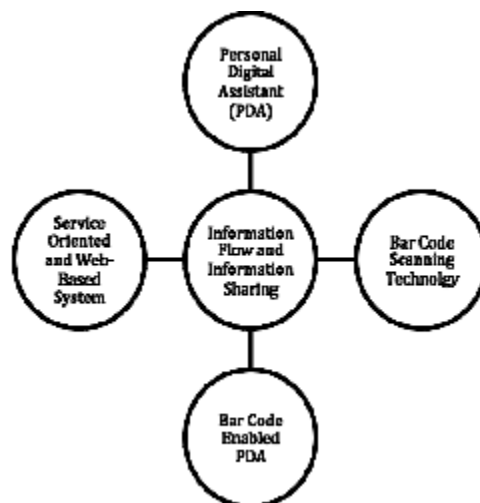 Personal
Digital
Assistant
(PDA)
Service
Oriented
and Web-
Based
System
Information
Flow and
Information
Sharing
Bar Code
Scanning
Technolgy
Bar Code
Enabled
PDA